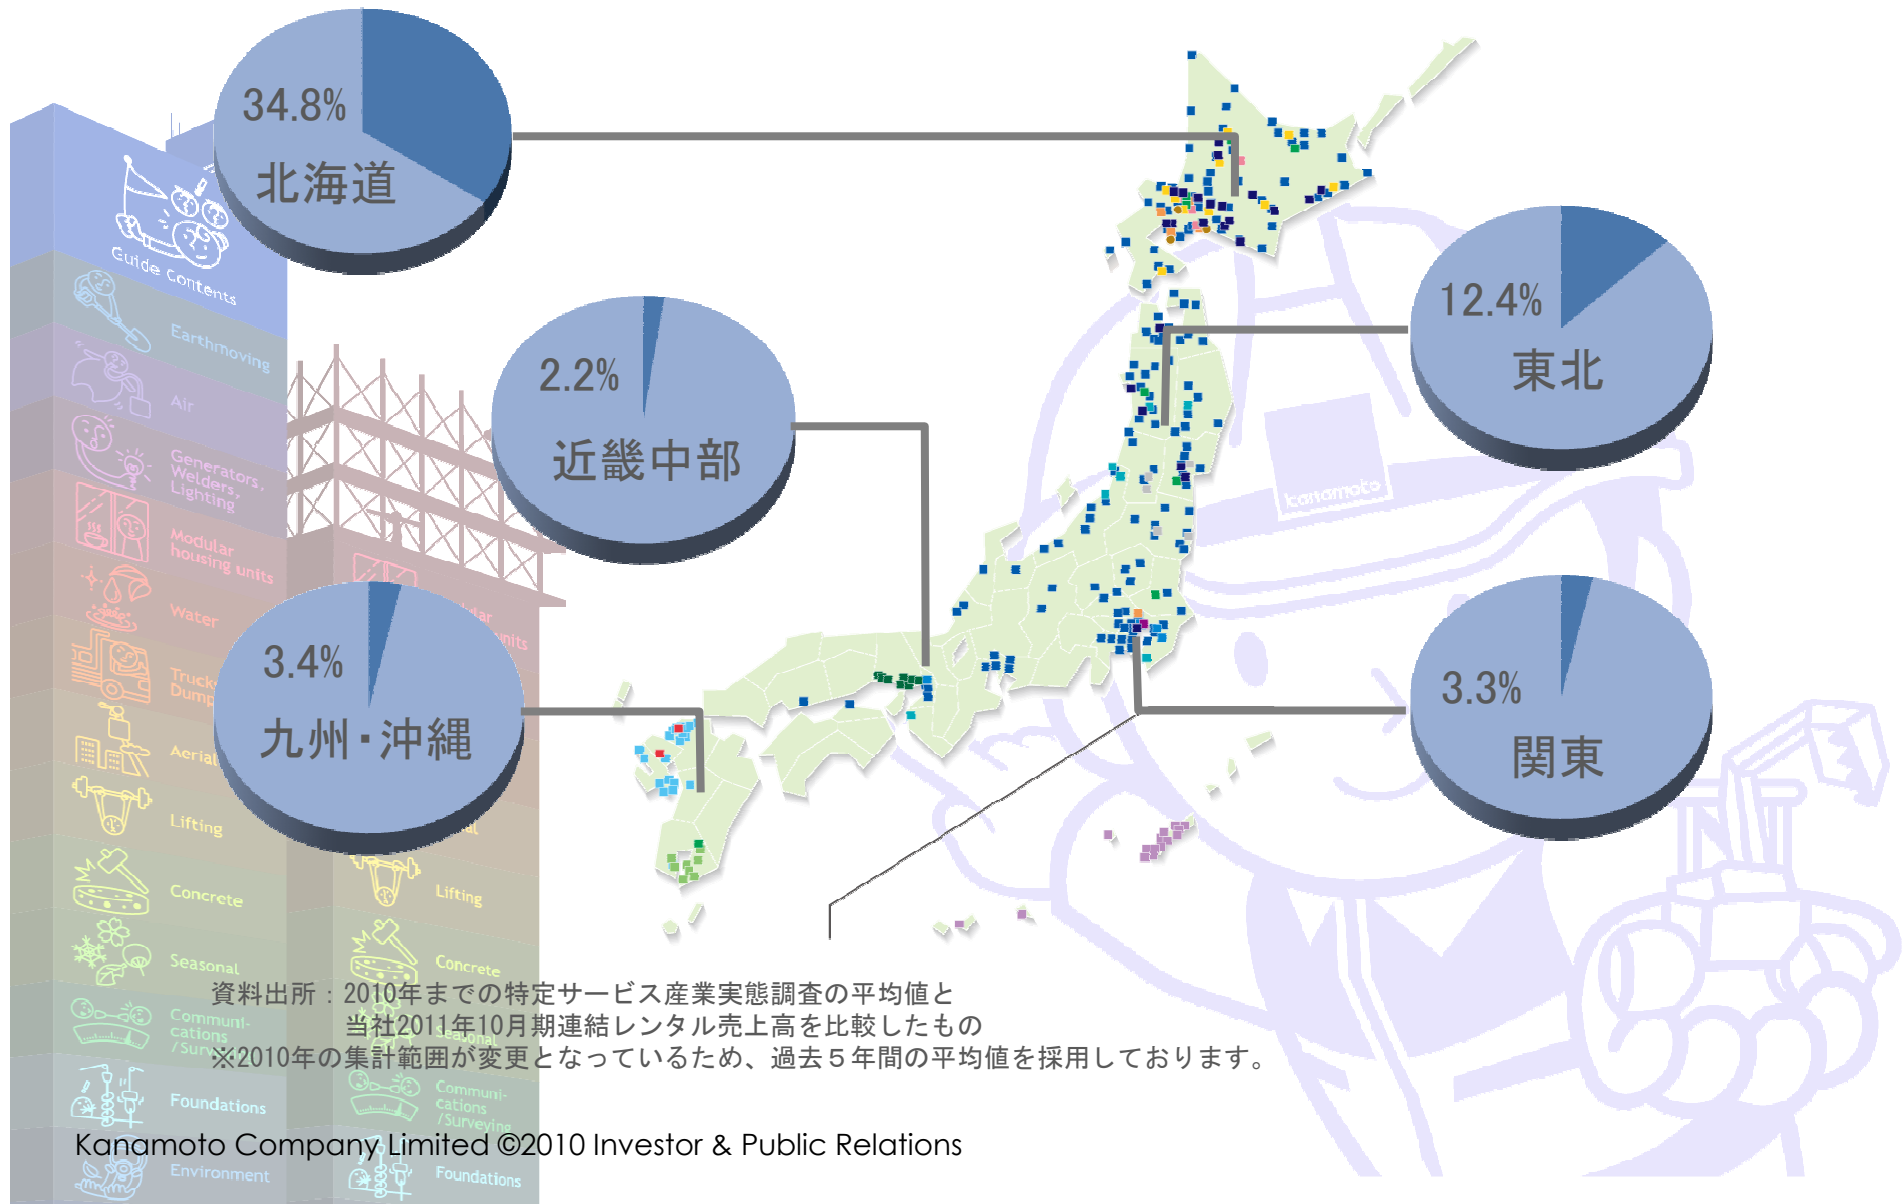 34.8%
北海道
12.4%
東北
2.2%
近畿中部
3.4%
九州・沖縄
3.3%
関東
Guide Contents
Earthmoving
Air
Generators,
Welders,
Lighting
Modular
housing units
Water
Aerial
Lifting
Concrete
Seasonal
Communi-
cations
Foundations
Environment
Lifting
Concrete
Seasonal
Communi-
cations
/Surveying
Foundations
kanamoto
資料出所：2010年までの特定サービス産業実態調査の平均値と
当社2011年10月期連結レンタル売上高を比較したもの
※2010年の集計範囲が変更となっているため、過去５年間の平均値を採用しております。
Kanamoto Company Limited ©2010 Investor & Public Relations